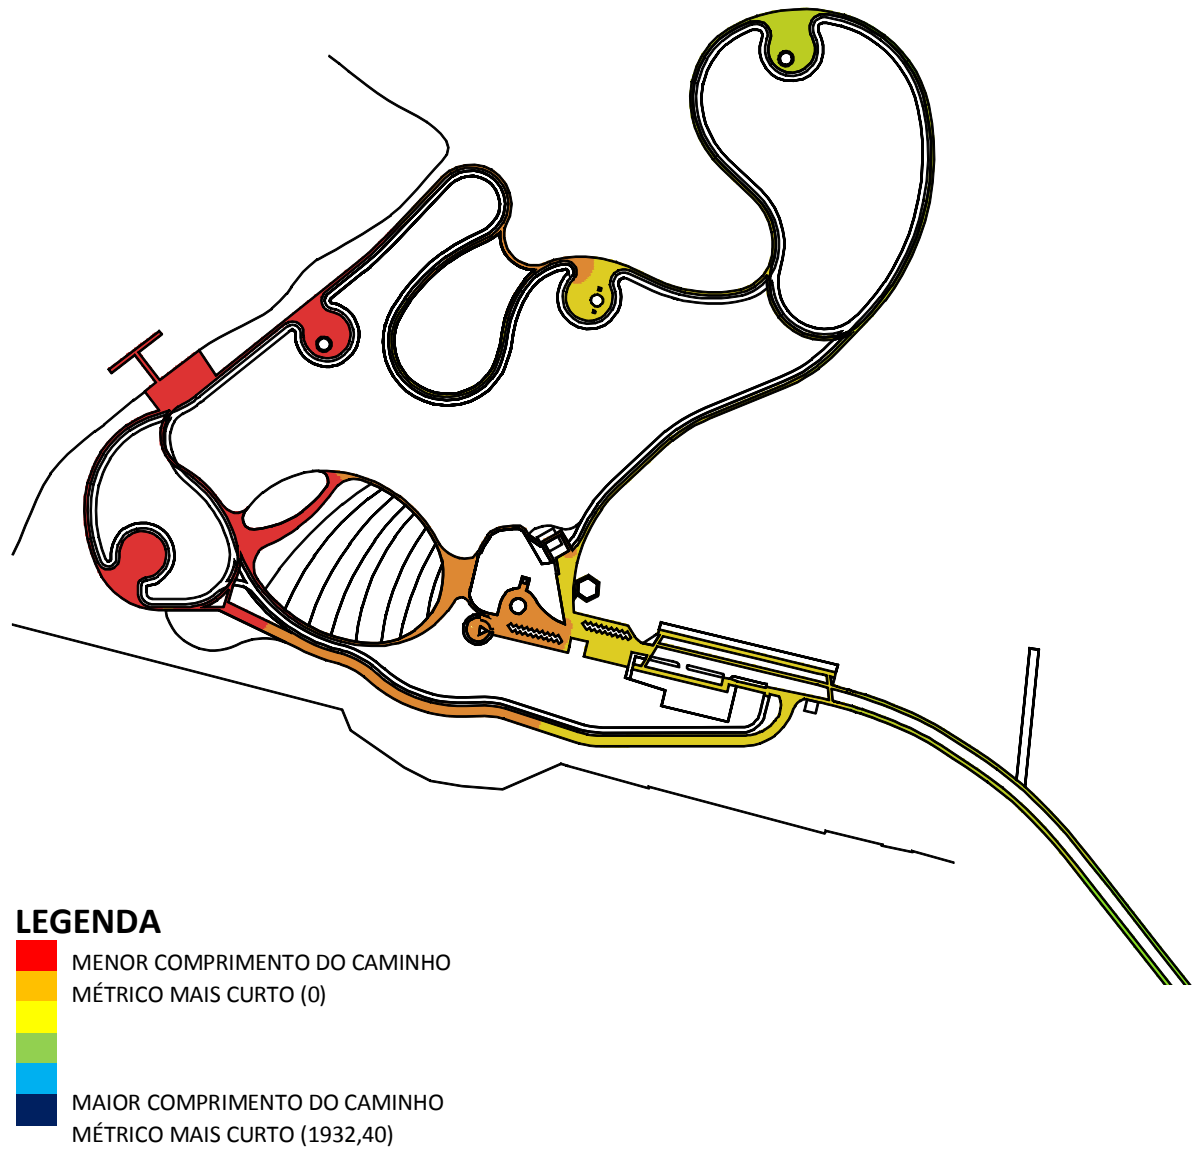 LEGENDA
MENOR COMPRIMENTO DO CAMINHO
MÉTRICO MAIS CURTO (0)
MAIOR COMPRIMENTO DO CAMINHO
MÉTRICO MAIS CURTO (1932,40)